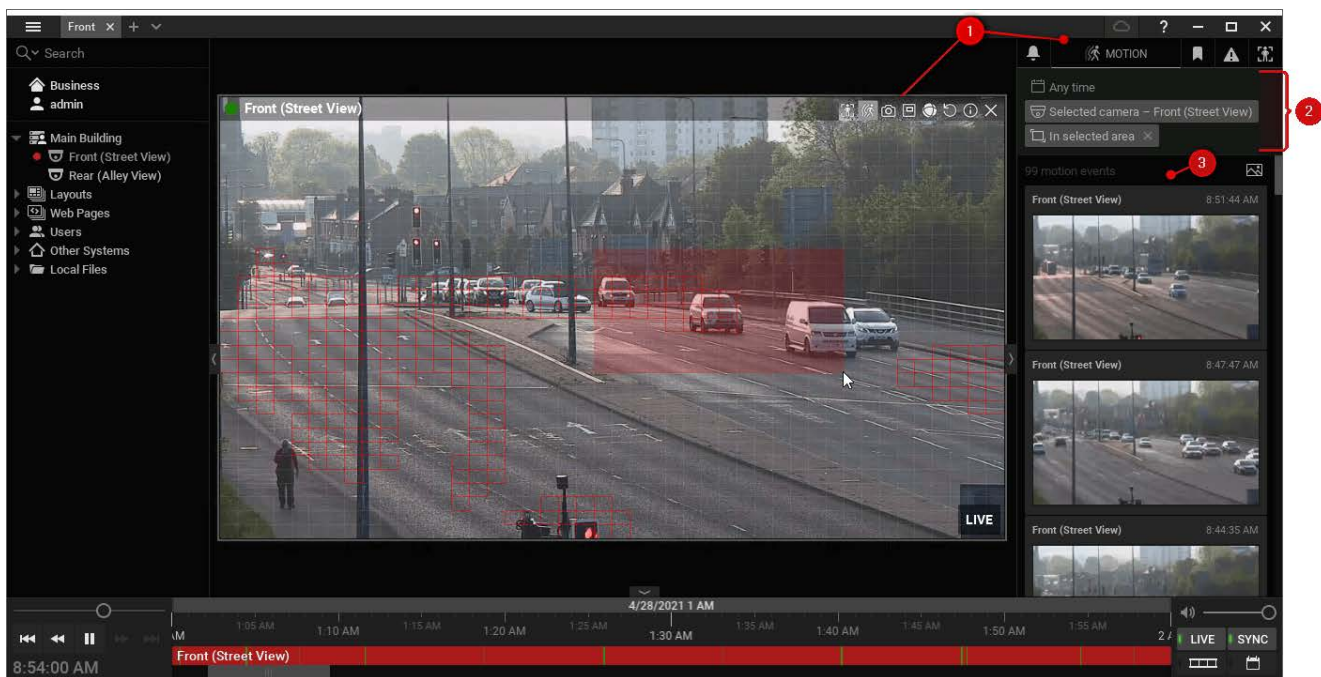 Front
?
1
Search
MOTION
Business
admin
Any time
Selected camera – Front (Street View)
In selected area
2
Main Building
Front (Street View)
Rear (Alley View)
Layouts
Web Pages
Users
Other Systems
Local Files
Front (Street View)
LIVE
3
99 motion events
Front (Street View) 8:51:44 AM
Front (Street View) 8:47:47 AM
Front (Street View) 8:44:35 AM
4/28/2021 1 AM
AM 1:05 AM 1:10 AM 1:15 AM 1:20 AM 1:25 AM 1:30 AM 1:35 AM 1:40 AM 1:45 AM 1:50 AM 1:55 AM 2 A
Front (Street View)
8:54:00 AM
LIVE SYNC